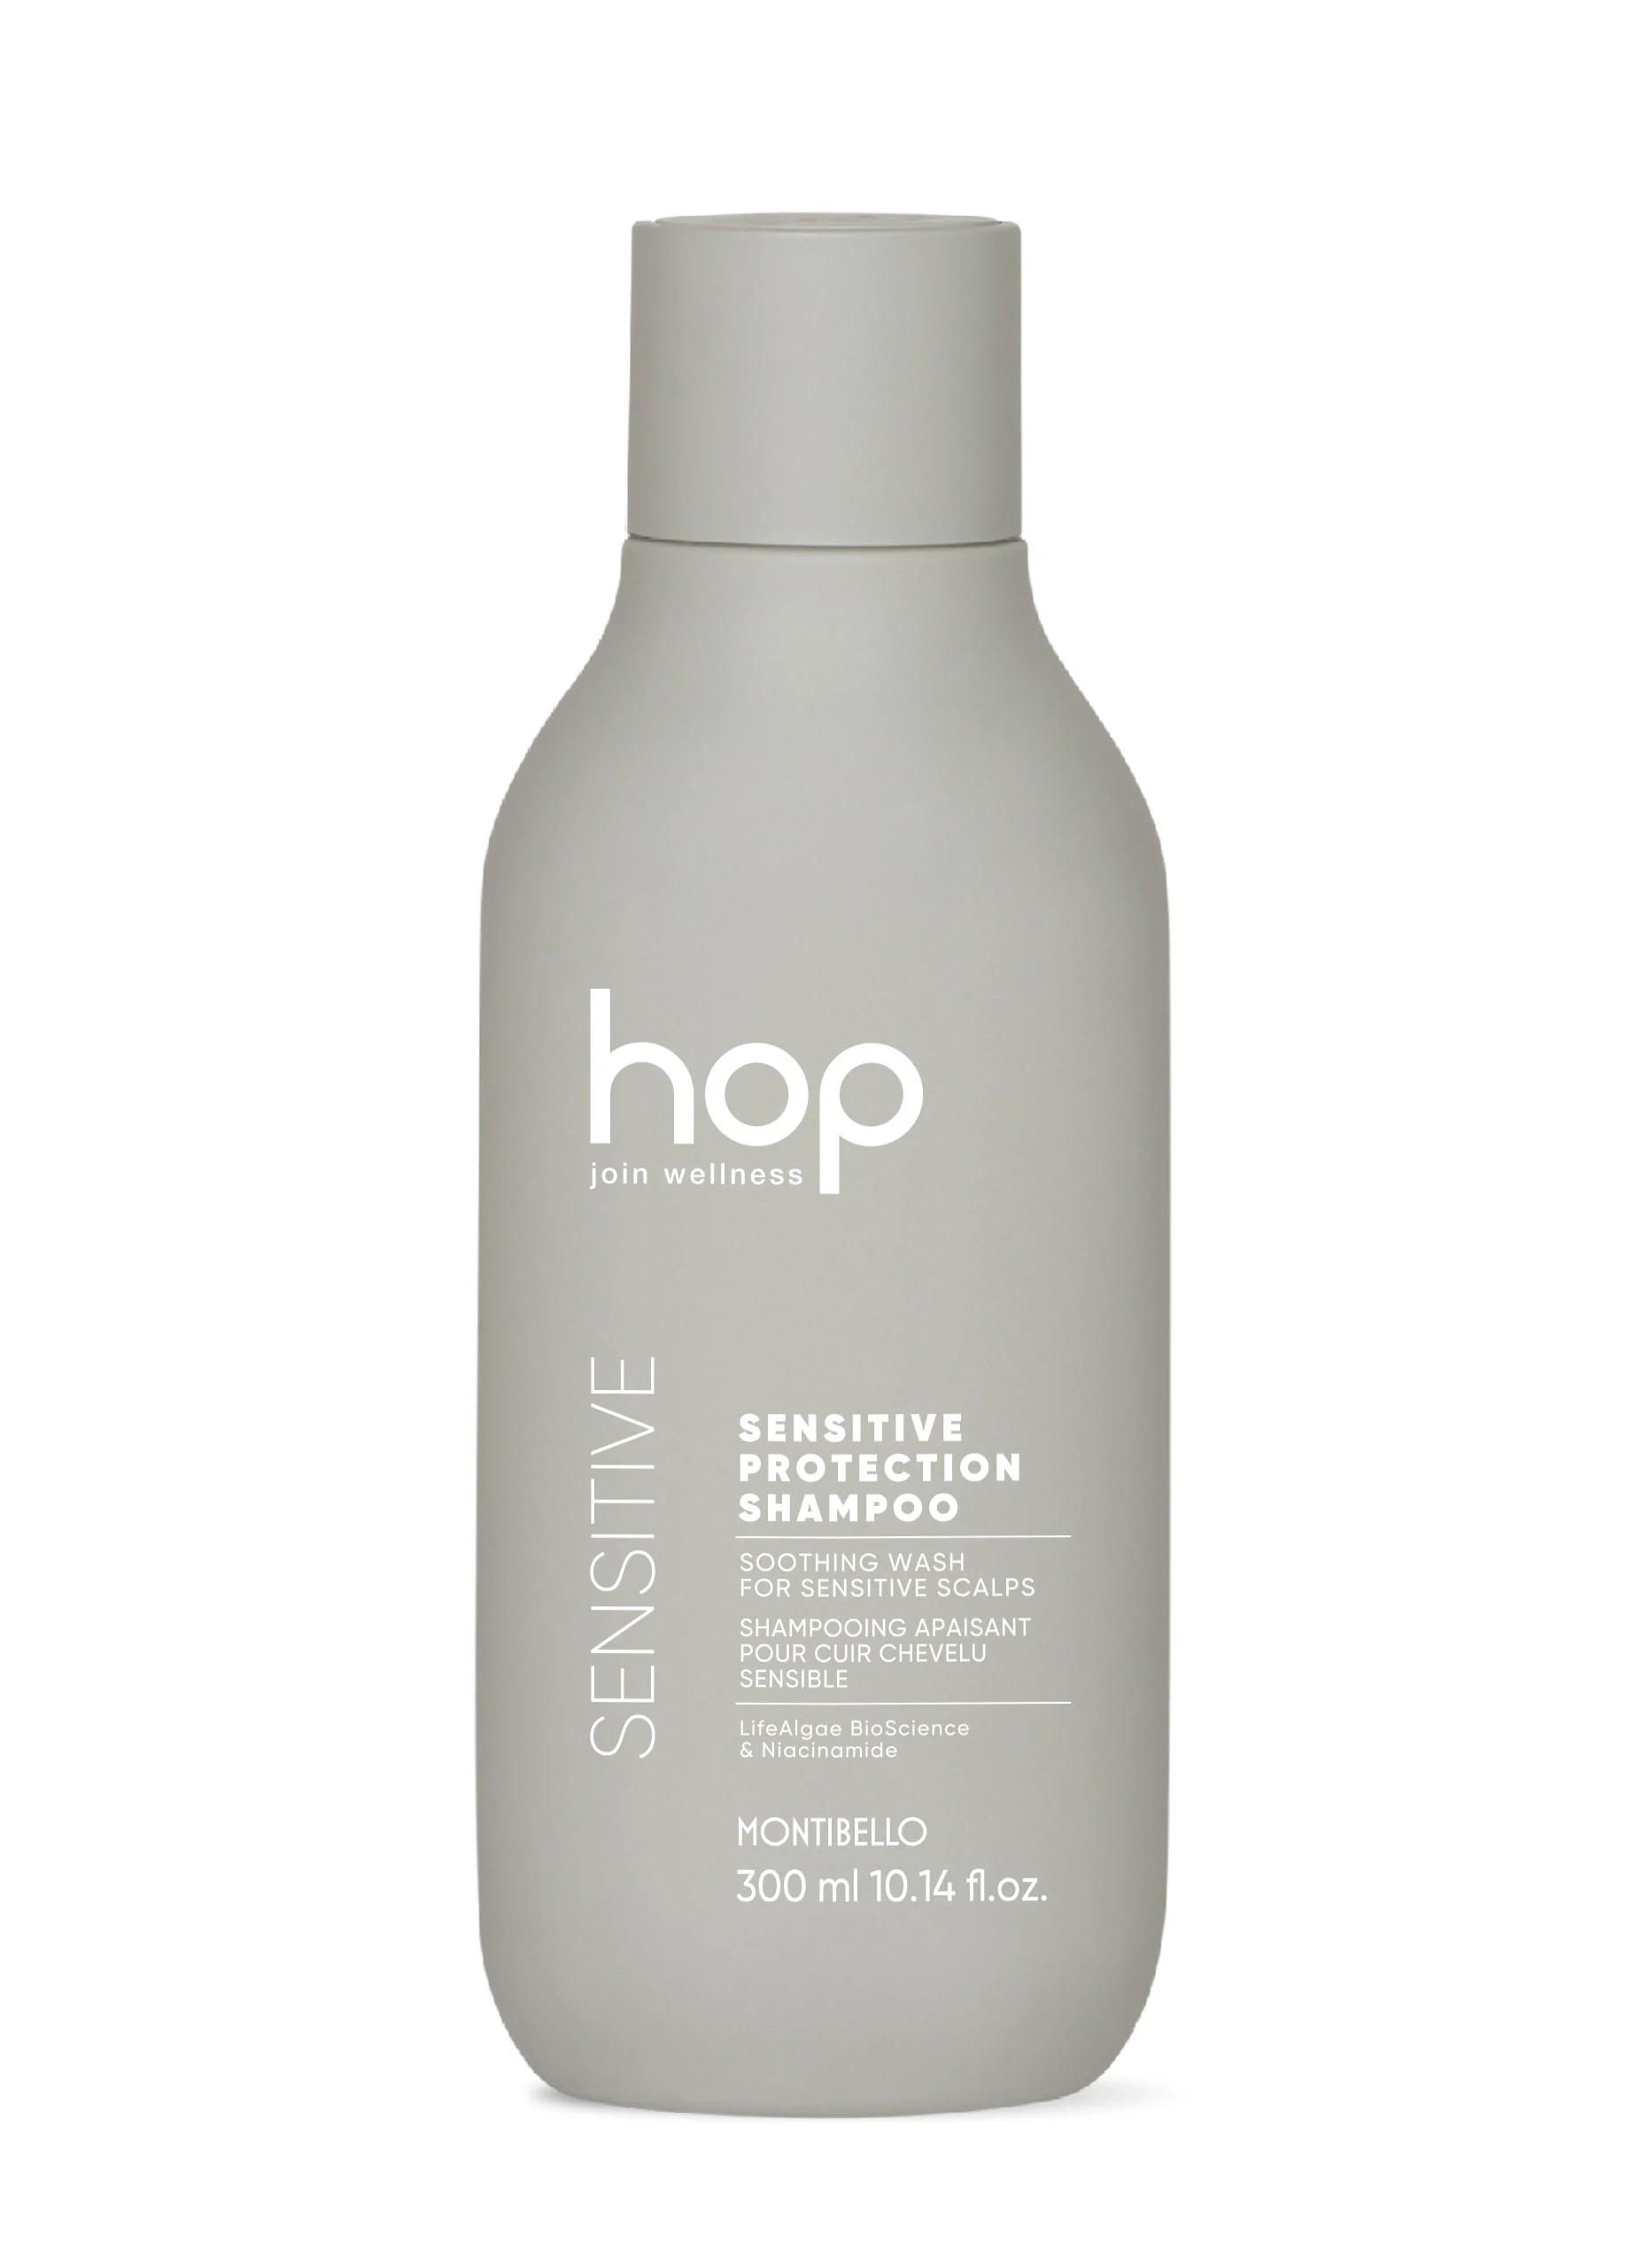 hop
join wellness
SENSITIVE
SENSITIVE
PROTECTION
SHAMPOO
SOOTHING WASH
FOR SENSITIVE SCALPS
SHAMPOOING APAISANT
POUR CUIR CHEVELU
SENSIBLE
LifeAlgae BioScience
& Niacinamide
MONTIBELLO
300 ml 10.14 fl.oz.